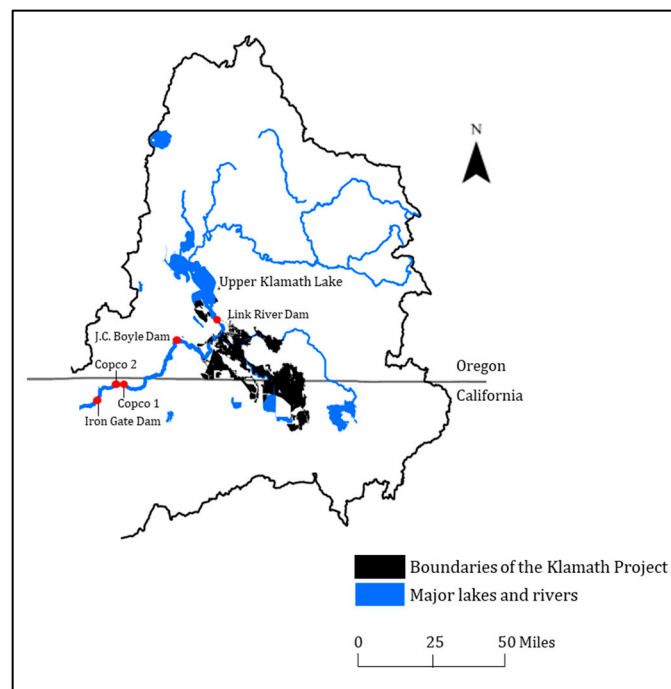 N
Upper Klamath Lake
Link River Dam
J.C. Boyle Dam
Copco 2
Oregon
California
Copco 1
Iron Gate Dam
Boundaries of the Klamath Project
Major lakes and rivers
0 25 50 Miles